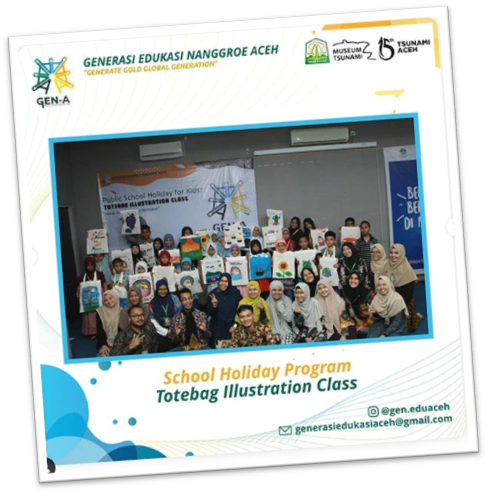 GENERASI EDUKASI NANGGROE ACEH
"GENERATE GOLD GLOBAL GENERATION"
GEN-A
MUSEUM
TSUNAMI
15th TSUNAMI
ACEH
Public School Holiday for Kids:
TOTEBAG ILLUSTRATION CLASS
School Holiday Program
Totebag Illustration Class
@gen.eduaceh
generasiedukasiaceh@gmail.com